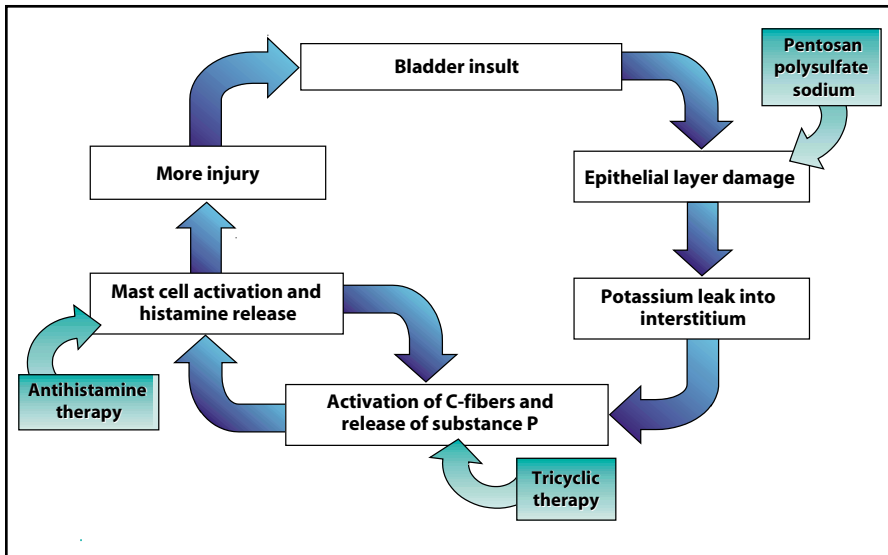 Bladder insult
Pentosan
polysulfate
sodium
More injury
Epithelial layer damage
Mast cell activation and
histamine release
Potassium leak into
interstitium
Antihistamine
therapy
Activation of C-fibers and
release of substance P
Tricyclic
therapy